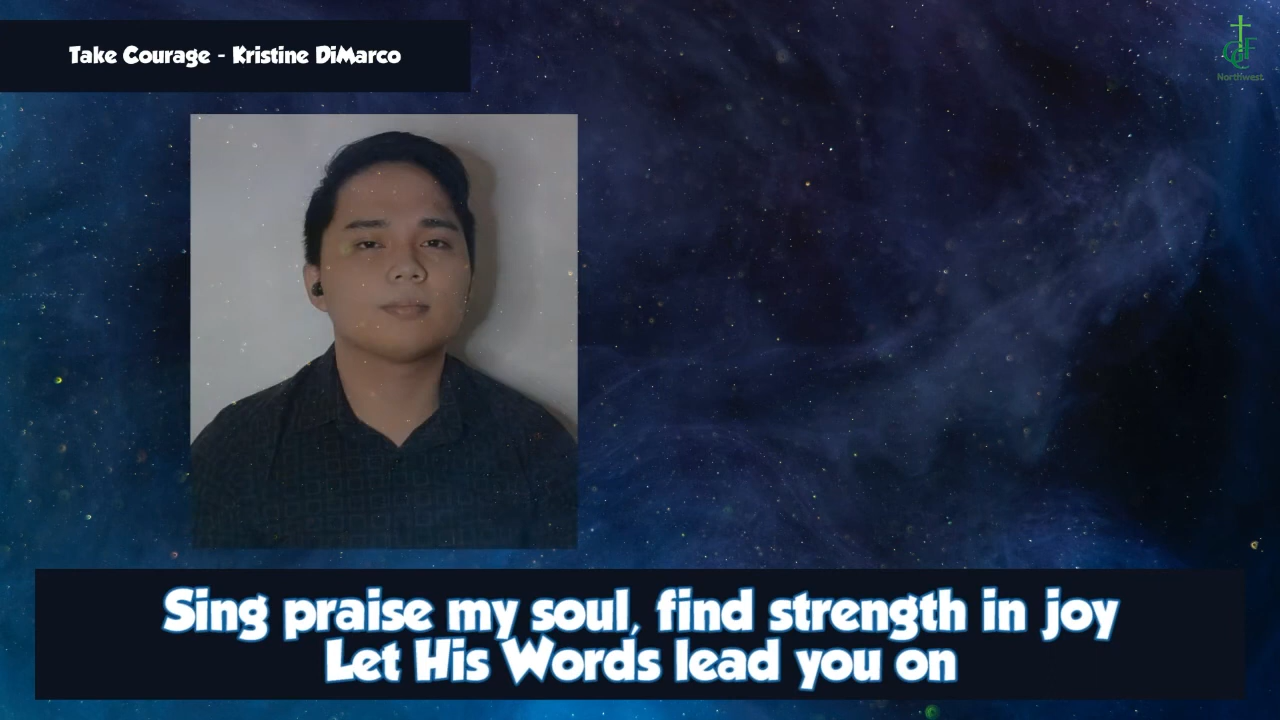 Take Courage - Kristine DiMarco
Northwest
Sing praise my soul, find strength in joy
Let His Words lead you on